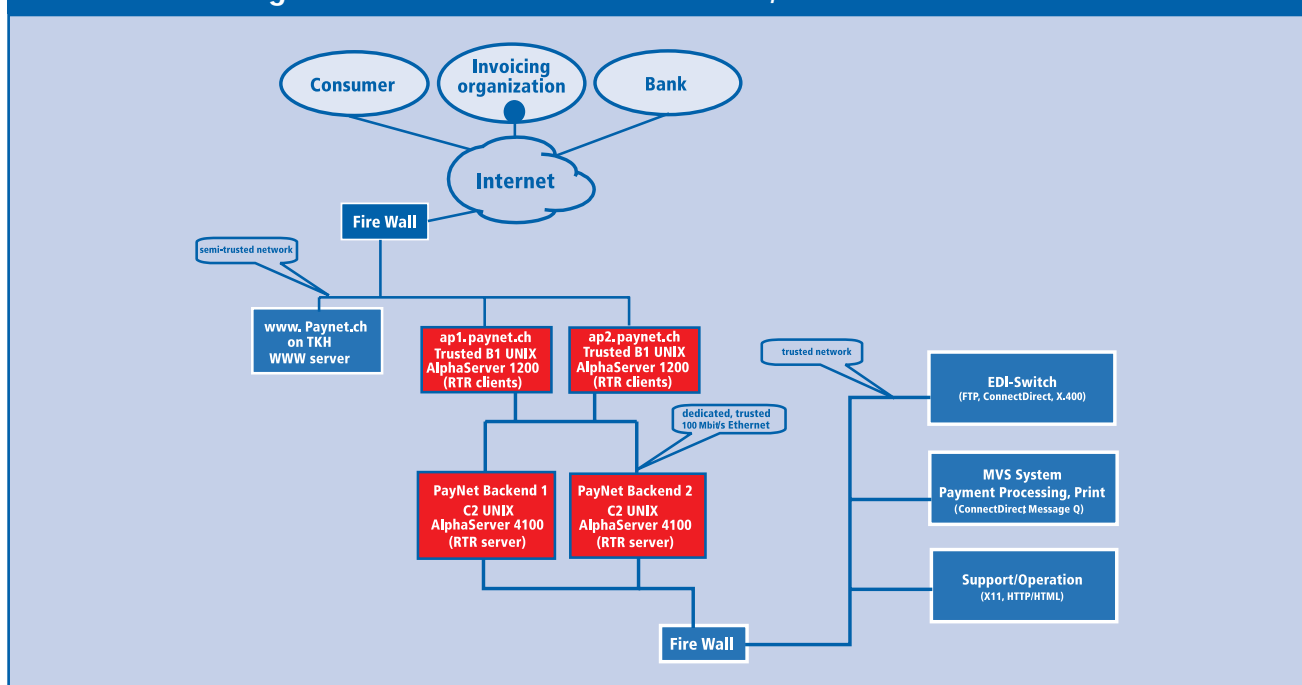 Consumer
Invoicing
organization
Bank
Internet
Fire Wall
semi-trusted network
www. Paynet.ch
on TKH
WWW server
ap1.paynet.ch
Trusted B1 UNIX
AlphaServer 1200
(RTR clients)
ap2.paynet.ch
Trusted B1 UNIX
AlphaServer 1200
(RTR clients)
trusted network
EDI-Switch
(FTP, ConnectDirect, X.400)
dedicated, trusted
100 Mbit/s Ethernet
PayNet Backend 1
C2 UNIX
AlphaServer 4100
(RTR server)
PayNet Backend 2
C2 UNIX
AlphaServer 4100
(RTR server)
MVS System
Payment Processing, Print
(ConnectDirect, Message Q)
Support/Operation
(X11, HTTP/HTML)
Fire Wall